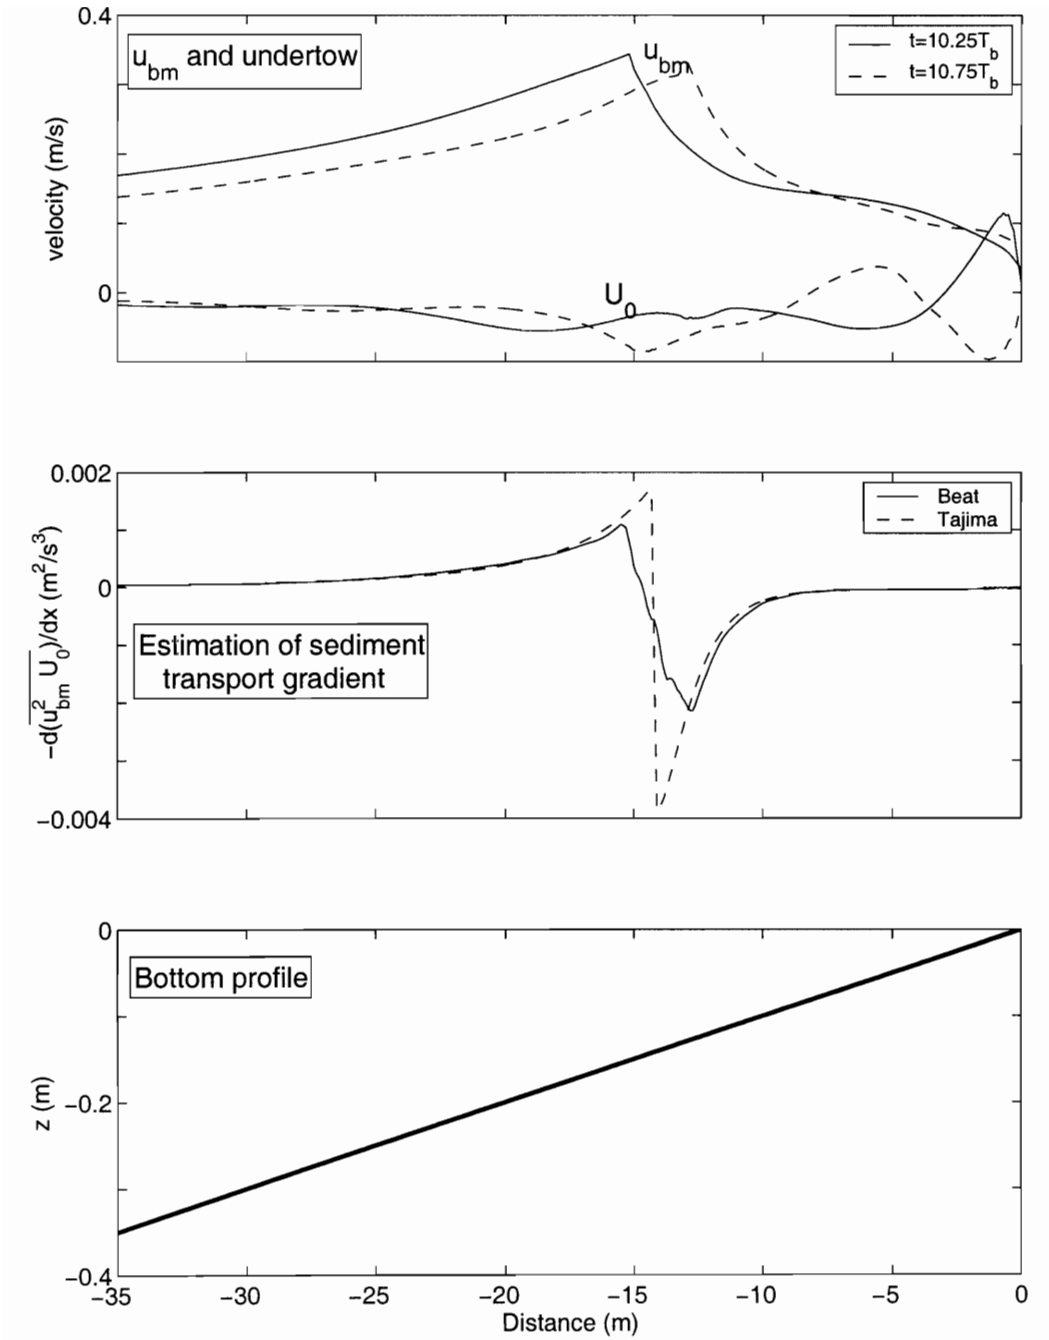 0.4
u_bm and undertow
u_bm
t=10.25T_b
t=10.75T_b
velocity (m/s)
0
U_0
0.002
Beat
Tajima
0
Estimation of sediment
transport gradient
−d(u²_bm U_0)/dx (m²/s³)
−0.004
0
Bottom profile
z (m)
−0.2
−0.4
−35 −30 −25 −20 −15 −10 −5 0
Distance (m)